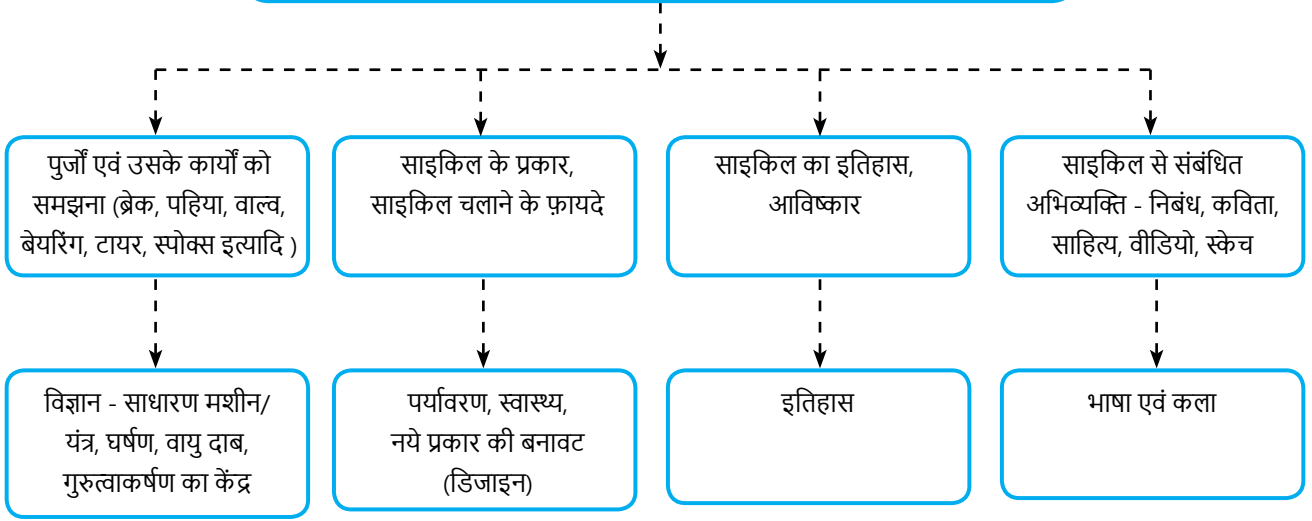 पुर्जों एवं उसके कार्यों को
समझना (ब्रेक, पहिया, वाल्व,
बेयरिंग, टायर, स्पोक्स इत्यादि )
साइकिल के प्रकार,
साइकिल चलाने के फ़ायदे
साइकिल का इतिहास,
आविष्कार
साइकिल से संबंधित
अभिव्यक्ति - निबंध, कविता,
साहित्य, वीडियो, स्केच
विज्ञान - साधारण मशीन/
यंत्र, घर्षण, वायु दाब,
गुरुत्वाकर्षण का केंद्र
पर्यावरण, स्वास्थ्य,
नये प्रकार की बनावट
(डिजाइन)
इतिहास
भाषा एवं कला